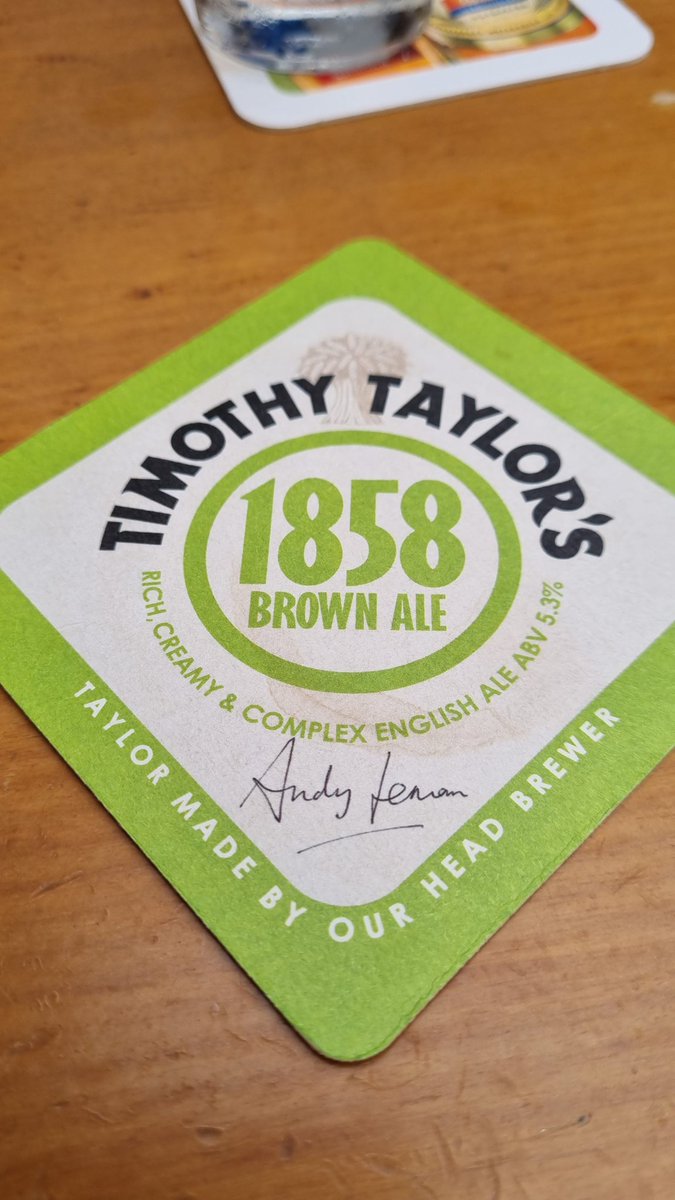 TIMOTHY TAYLOR'S
1858
BROWN ALE
RICH, CREAMY & COMPLEX ENGLISH ALE ABV 5.3%
Andy Leman
TAYLOR MADE BY OUR HEAD BREWER